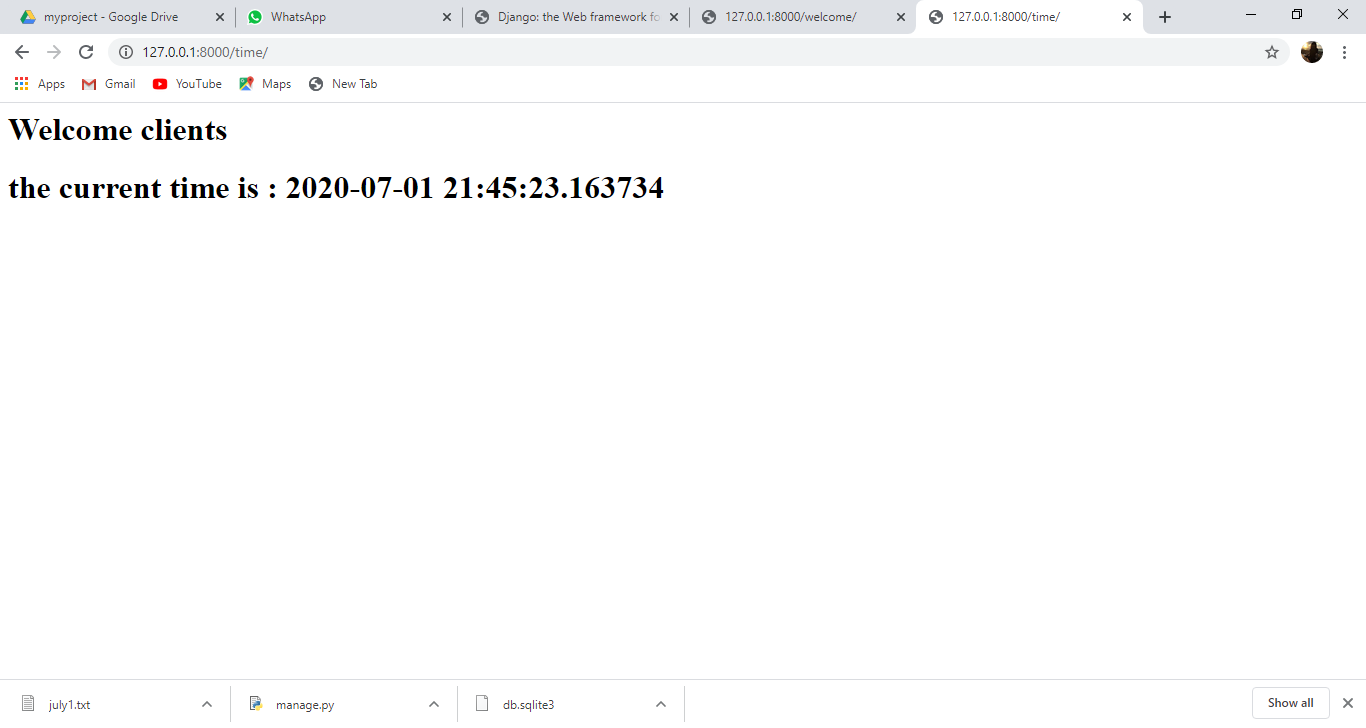 myproject - Google Drive
WhatsApp
Django: the Web framework fo
127.0.0.1:8000/welcome/
127.0.0.1:8000/time/
127.0.0.1:8000/time/
Apps
Gmail
YouTube
Maps
New Tab
Welcome clients
the current time is : 2020-07-01 21:45:23.163734
july1.txt
manage.py
db.sqlite3
Show all